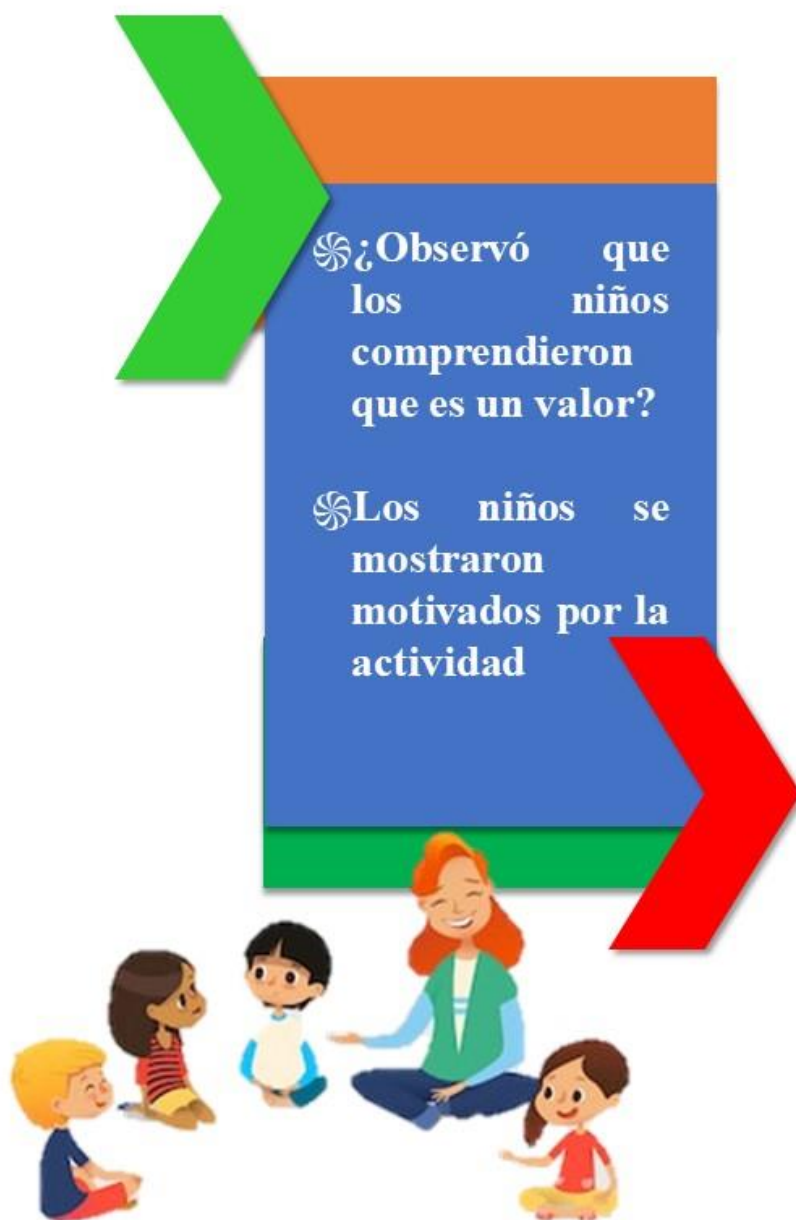 ֍¿Observó que
los niños
comprendieron
que es un valor?
֍Los niños se
mostraron
motivados por la
actividad